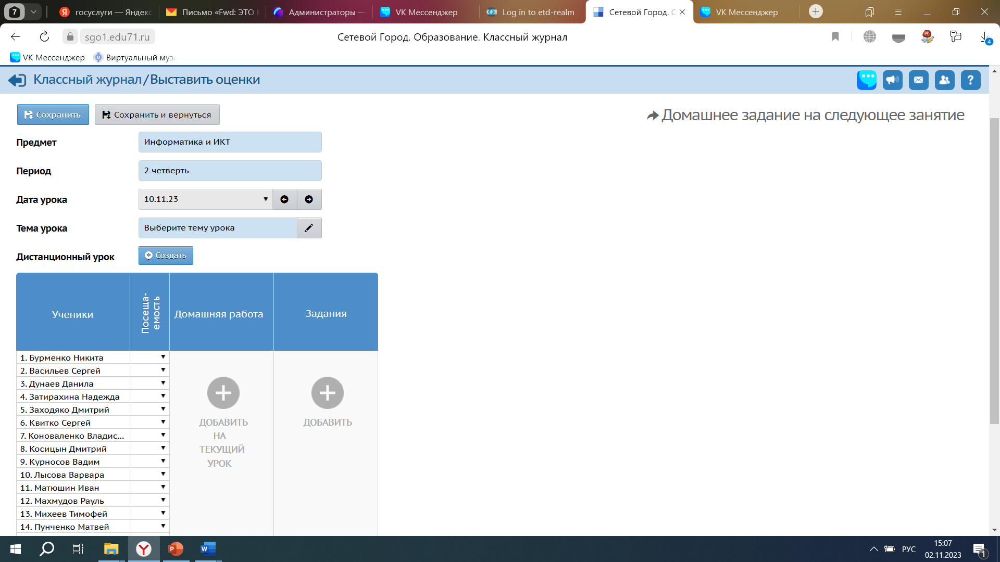 7
госуслуги — Яндекс
Письмо «Fwd: ЭТО
Администраторы —
VK Мессенджер
Log in to etd-realm
Сетевой Город. О
VK Мессенджер
sgo1.edu71.ru
Сетевой Город. Образование. Классный журнал
4
VK Мессенджер
Виртуальный музе
Классный журнал/Выставить оценки
?
Сохранить
Сохранить и вернуться
Домашнее задание на следующее занятие
Предмет
Информатика и ИКТ
Период
2 четверть
Дата урока
10.11.23
Тема урока
Выберите тему урока
Дистанционный урок
Создать
Ученики
Посеща-
емость
Домашняя работа
Задания
1. Бурменко Никита
2. Васильев Сергей
3. Дунаев Данила
4. Затирахина Надежда
5. Заходяко Дмитрий
6. Квитко Сергей
7. Коноваленко Владис...
8. Косицын Дмитрий
9. Курносов Вадим
10. Лысова Варвара
11. Матюшин Иван
12. Махмудов Рауль
13. Михеев Тимофей
14. Пунченко Матвей
ДОБАВИТЬ
НА
ТЕКУЩИЙ
УРОК
ДОБАВИТЬ
РУС
15:07
02.11.2023
1